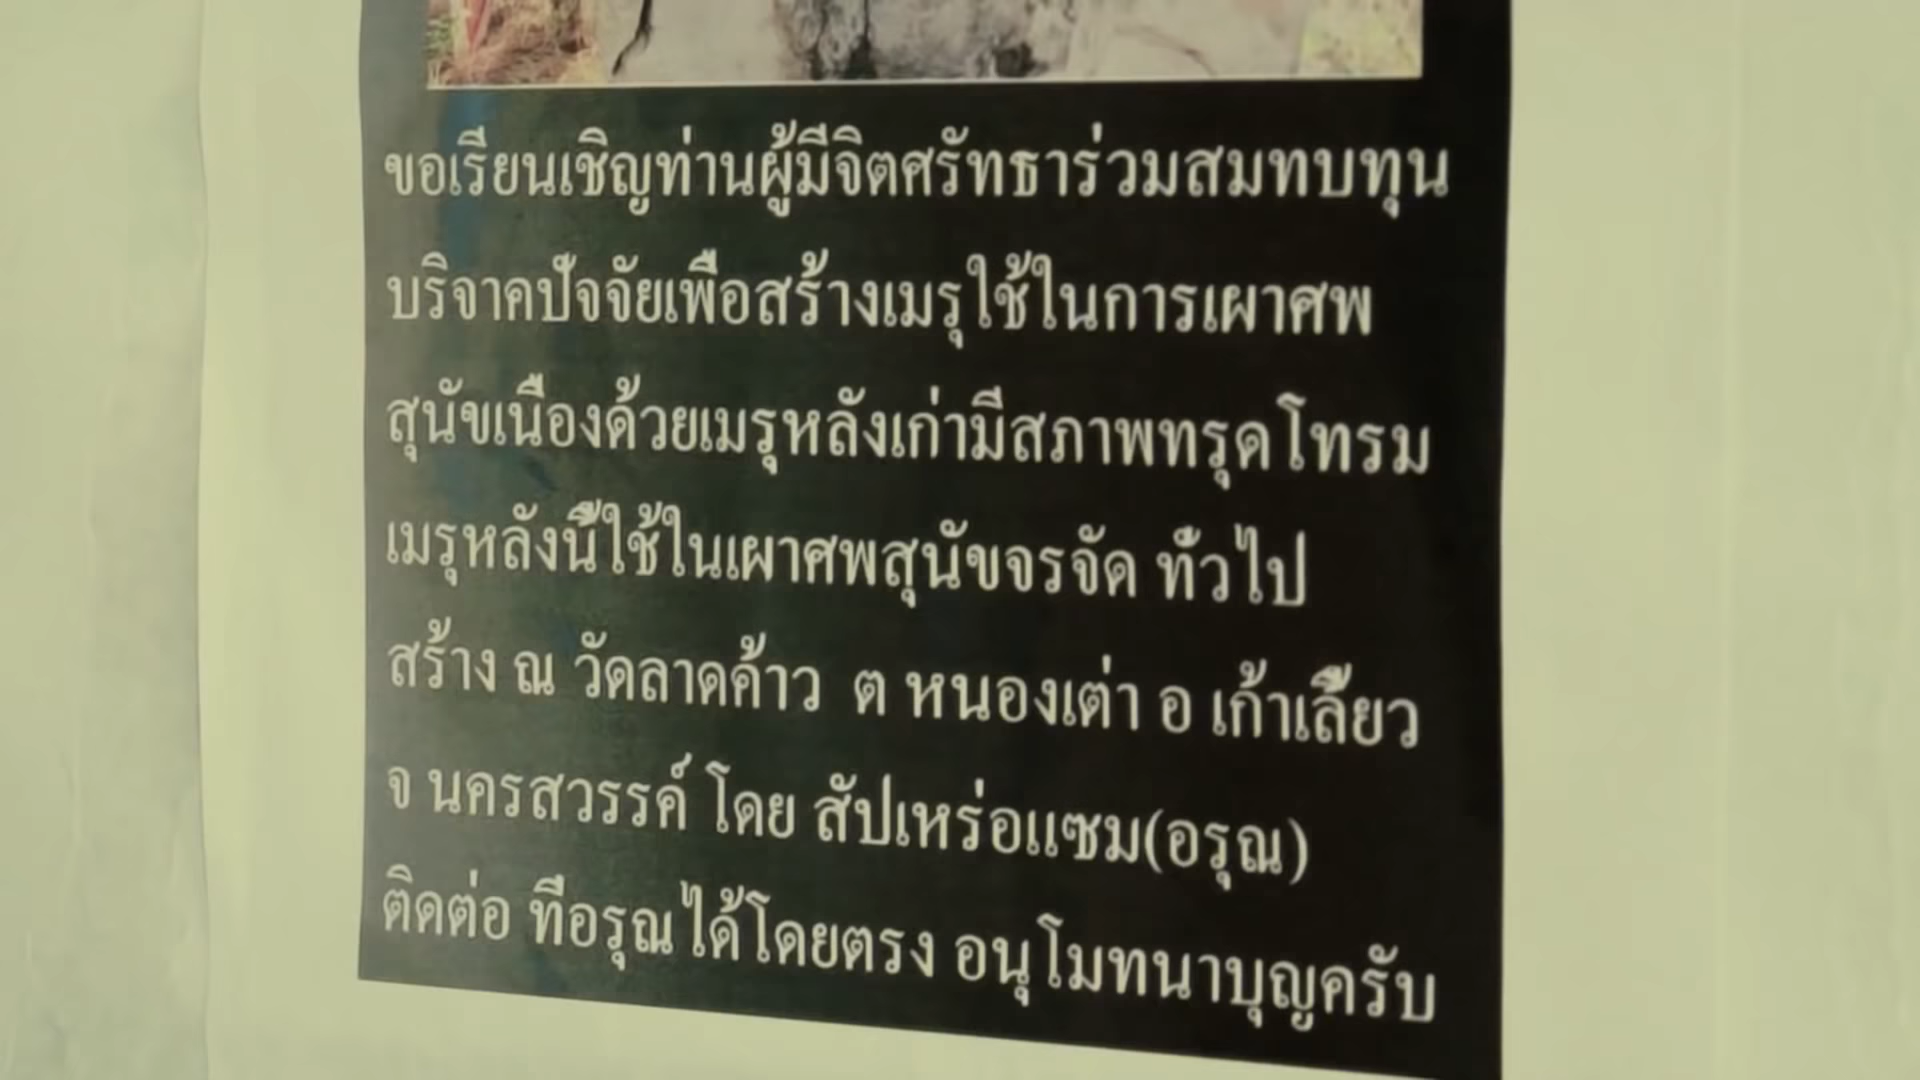 ขอเรียนเชิญท่านผู้มีจิตศรัทธาร่วมสมทบทุน
บริจาคปัจจัยเพื่อสร้างเมรุใช้ในการเผาศพ
สุนัขเนื่องด้วยเมรุหลังเก่ามีสภาพทรุดโทรม
เมรุหลังนี้ใช้ในเผาศพสุนัขจรจัด ทั่วไป
สร้าง ณ วัดลาดค้าว ต หนองเต่า อ เก้าเลี้ยว
จ นครสวรรค์ โดย สัปเหร่อแซม(อรุณ)
ติดต่อ ที่อรุณได้โดยตรง อนุโมทนาบุญครับ